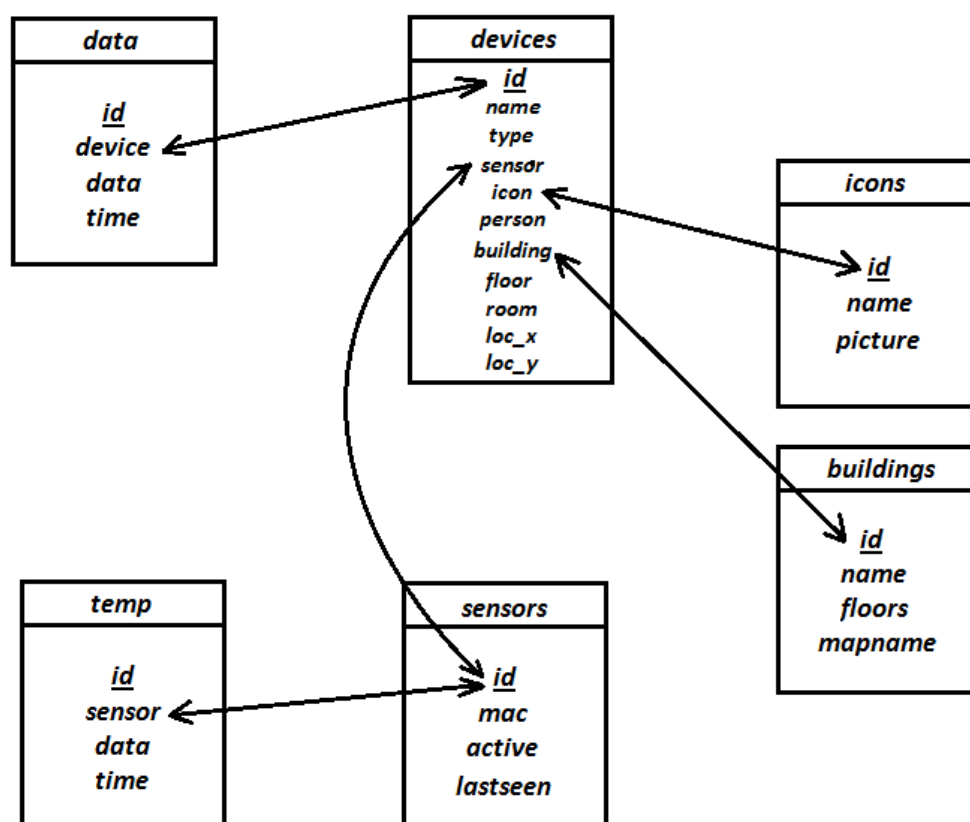 data
id
device
data
time
devices
id
name
type
sensor
icon
person
building
floor
room
loc_x
loc_y
icons
id
name
picture
buildings
id
name
floors
mapname
temp
id
sensor
data
time
sensors
id
mac
active
lastseen